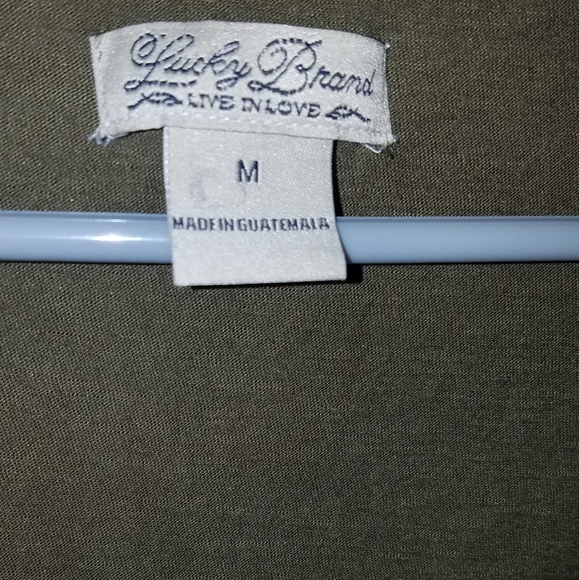 Lucky Brand
LIVE IN LOVE
M
MADE IN GUATEMALA